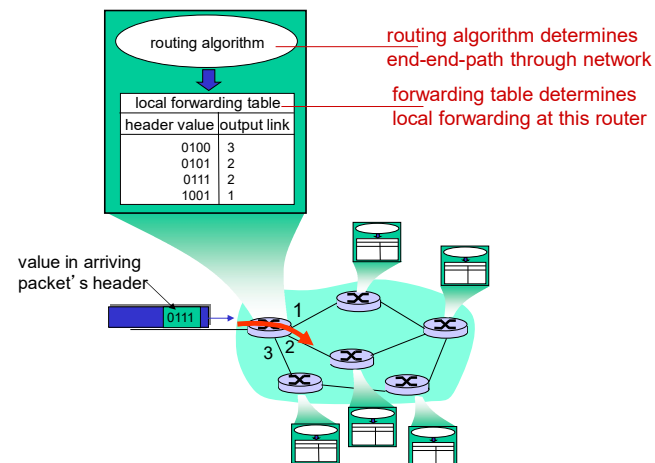 routing algorithm
routing algorithm determines
end-end-path through network
local forwarding table
header value output link
0100 3
0101 2
0111 2
1001 1
forwarding table determines
local forwarding at this router
value in arriving
packet’s header
0111
1
3 2